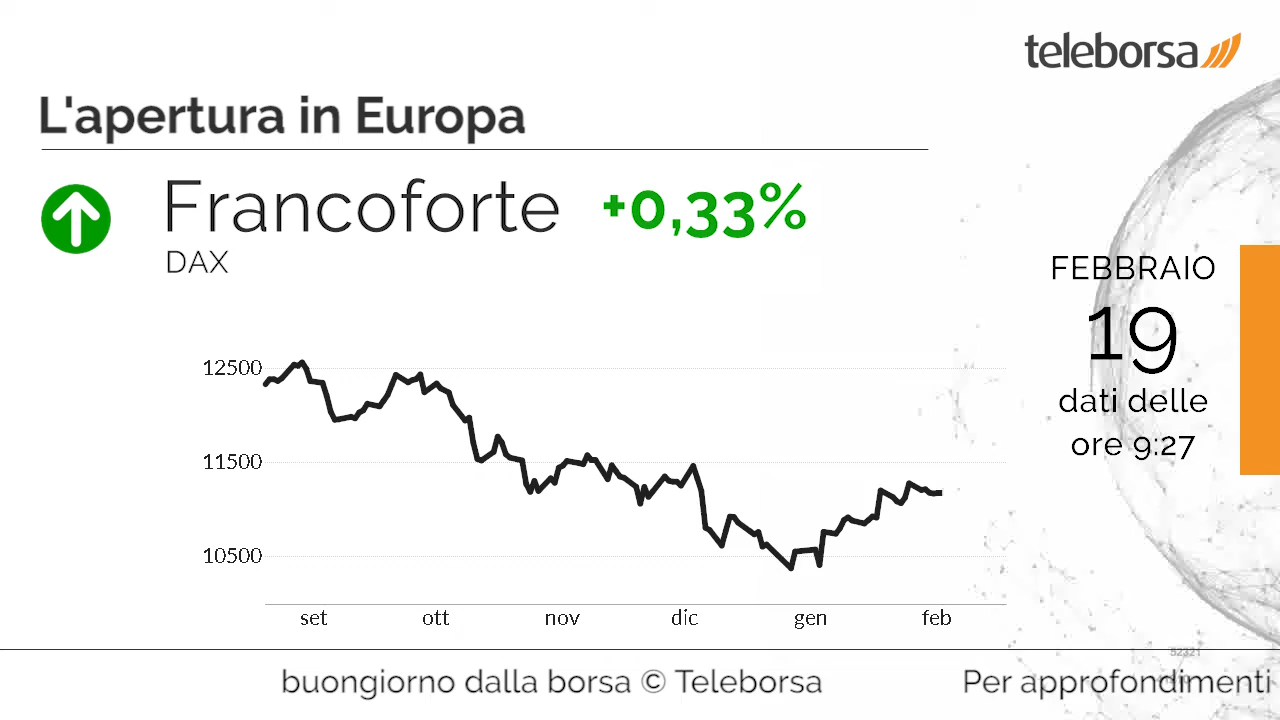 teleborsa
L'apertura in Europa
Francoforte +0,33%
DAX
FEBBRAIO
19
dati delle
ore 9:27
12500
11500
10500
set ott nov dic gen feb
52321
buongiorno dalla borsa © Teleborsa Per approfondimenti